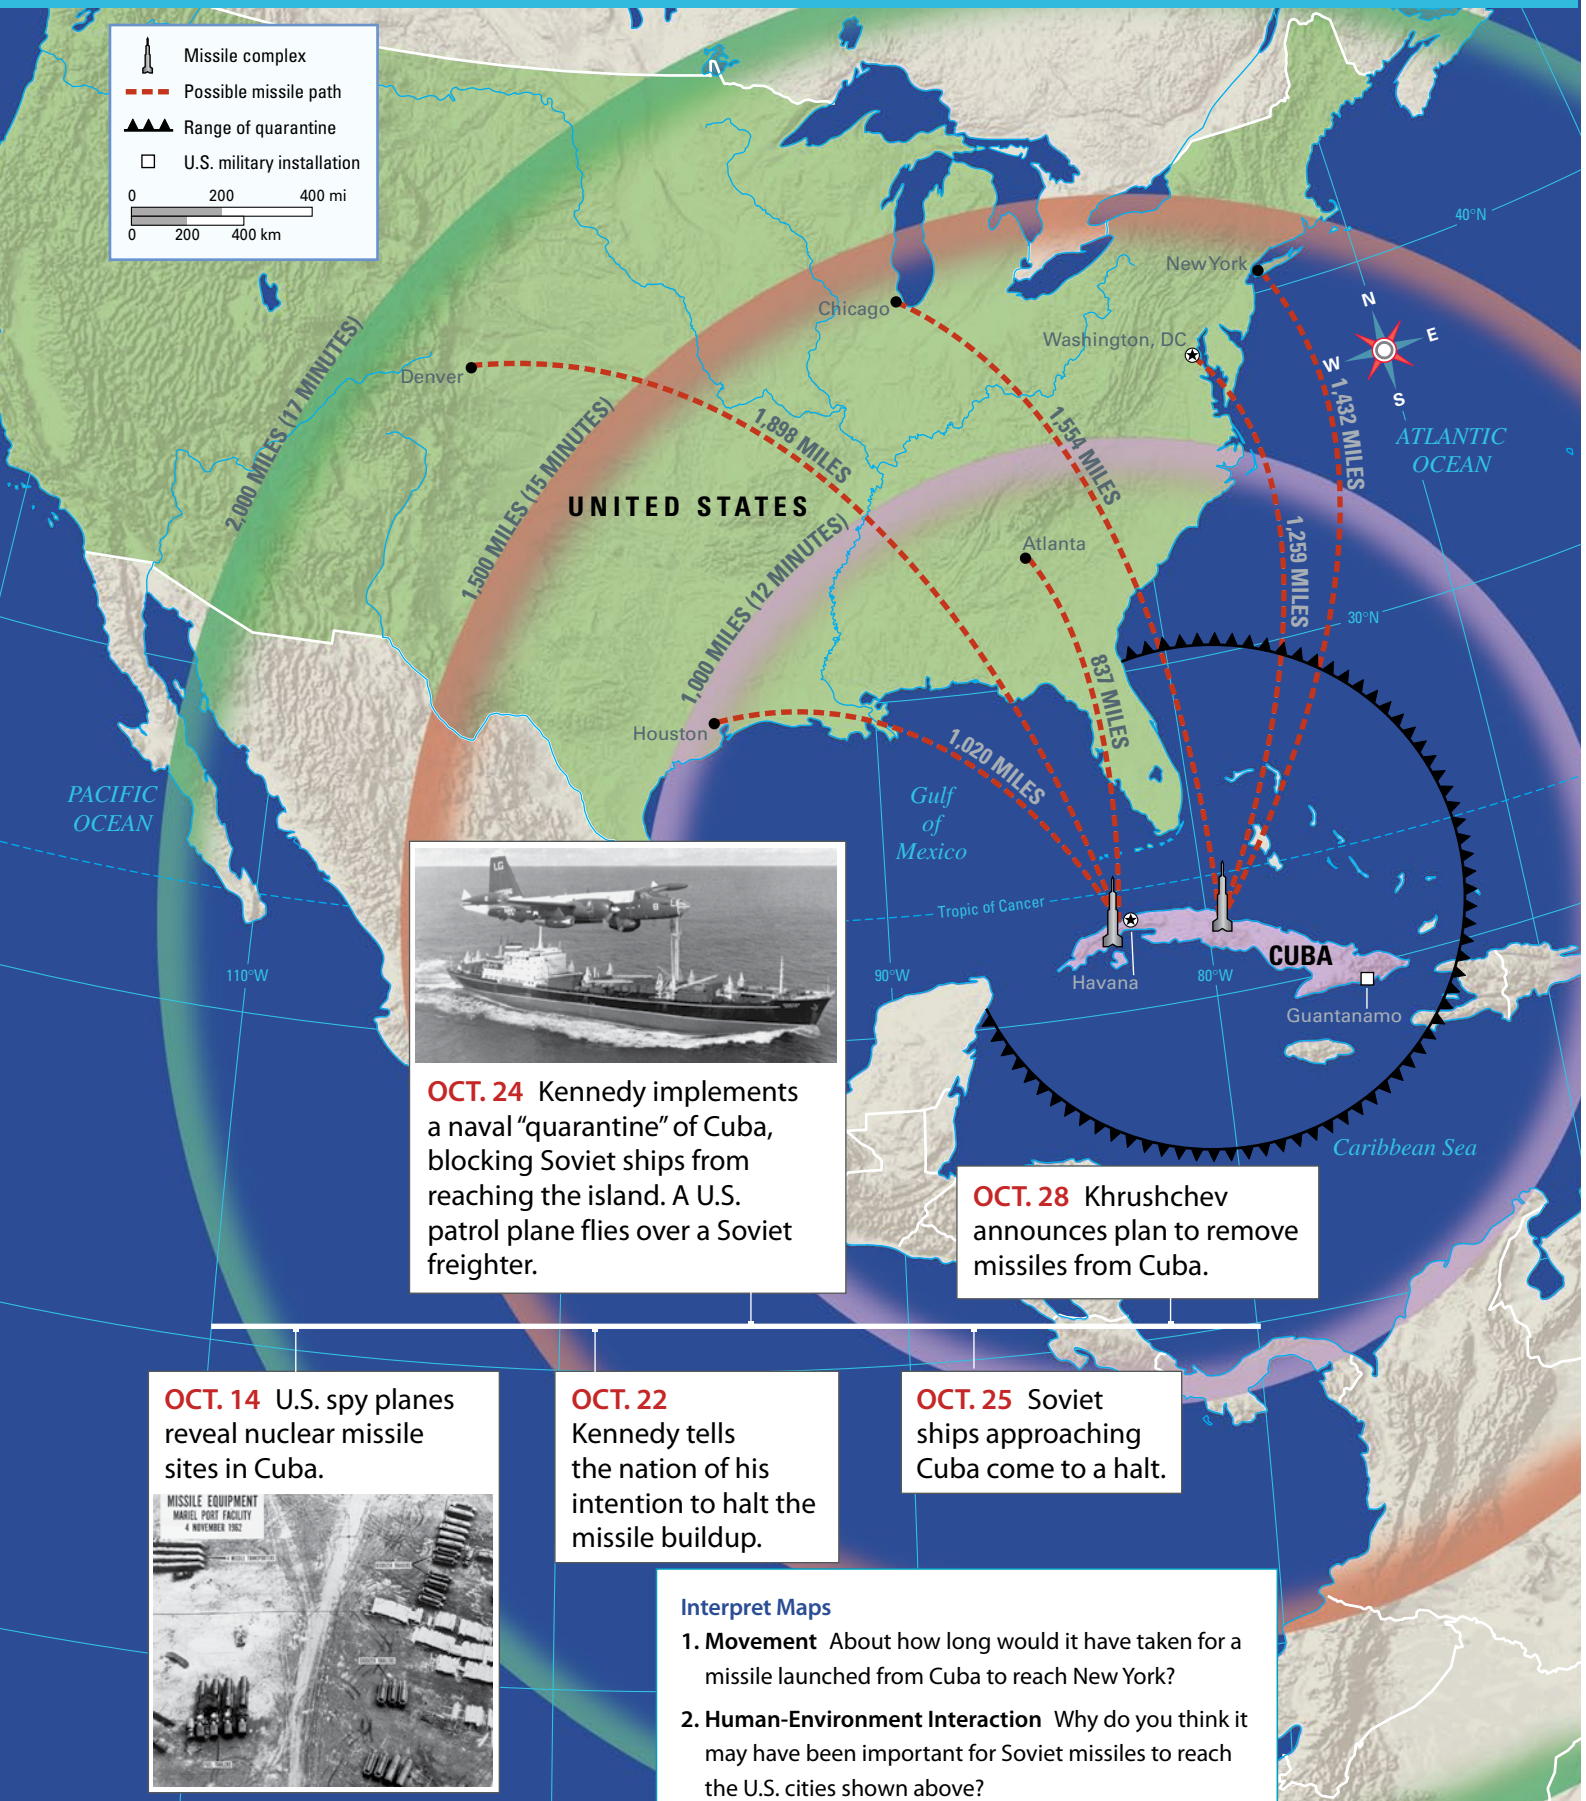 Missile complex
Possible missile path
Range of quarantine
U.S. military installation
0 200 400 mi
0 200 400 km
40°N
New York
Chicago
Washington, DC
N
E
W
S
Denver
2,000 MILES (17 MINUTES)
1,500 MILES (15 MINUTES)
1,000 MILES (12 MINUTES)
1,898 MILES
1,554 MILES
1,432 MILES
1,259 MILES
ATLANTIC
OCEAN
UNITED STATES
Atlanta
30°N
837 MILES
Houston
1,020 MILES
PACIFIC
OCEAN
Gulf
of
Mexico
Tropic of Cancer
CUBA
110°W
90°W
Havana
80°W
Guantanamo
LG
Caribbean Sea
OCT. 24 Kennedy implements
a naval “quarantine” of Cuba,
blocking Soviet ships from
reaching the island. A U.S.
patrol plane flies over a Soviet
freighter.
OCT. 28 Khrushchev
announces plan to remove
missiles from Cuba.
OCT. 14 U.S. spy planes
reveal nuclear missile
sites in Cuba.
MISSILE EQUIPMENT
MARIEL PORT FACILITY
4 NOVEMBER 1962
OCT. 22
Kennedy tells
the nation of his
intention to halt the
missile buildup.
OCT. 25 Soviet
ships approaching
Cuba come to a halt.
Interpret Maps
1. Movement About how long would it have taken for a
missile launched from Cuba to reach New York?
2. Human-Environment Interaction Why do you think it
may have been important for Soviet missiles to reach
the U.S. cities shown above?